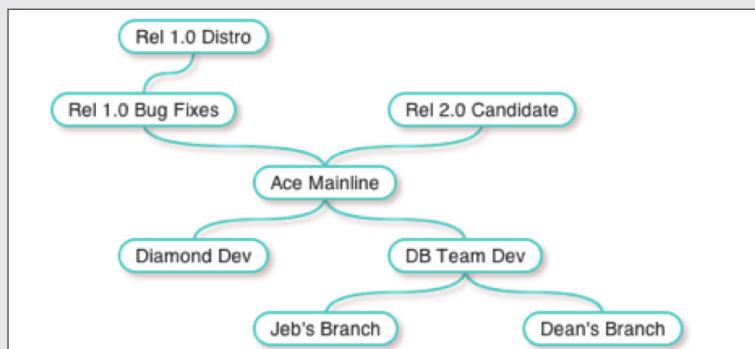 Rel 1.0 Distro
Rel 1.0 Bug Fixes
Rel 2.0 Candidate
Ace Mainline
Diamond Dev
DB Team Dev
Jeb's Branch
Dean's Branch